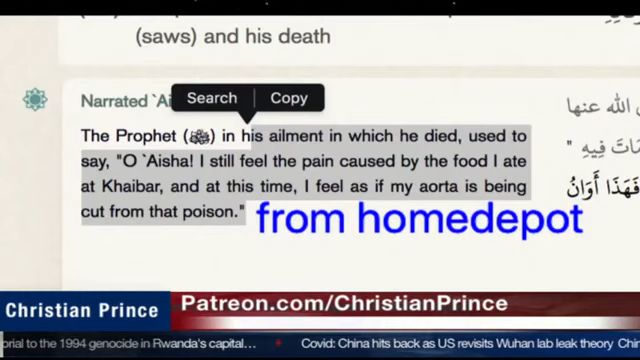 (saws) and his death
Narrated `Ai
Search Copy
الله عنها
The Prophet (ﷺ) in his ailment in which he died, used to
say, "O `Aisha! I still feel the pain caused by the food I ate
at Khaibar, and at this time, I feel as if my aorta is being
cut from that poison."
مَاتَ فِيهِ "
فَهَذَا أَوَانُ
from homedepot
Patreon.com/ChristianPrince
Christian Prince
orial to the 1994 genocide in Rwanda's capital... Covid: China hits back as US revisits Wuhan lab leak theory Chin